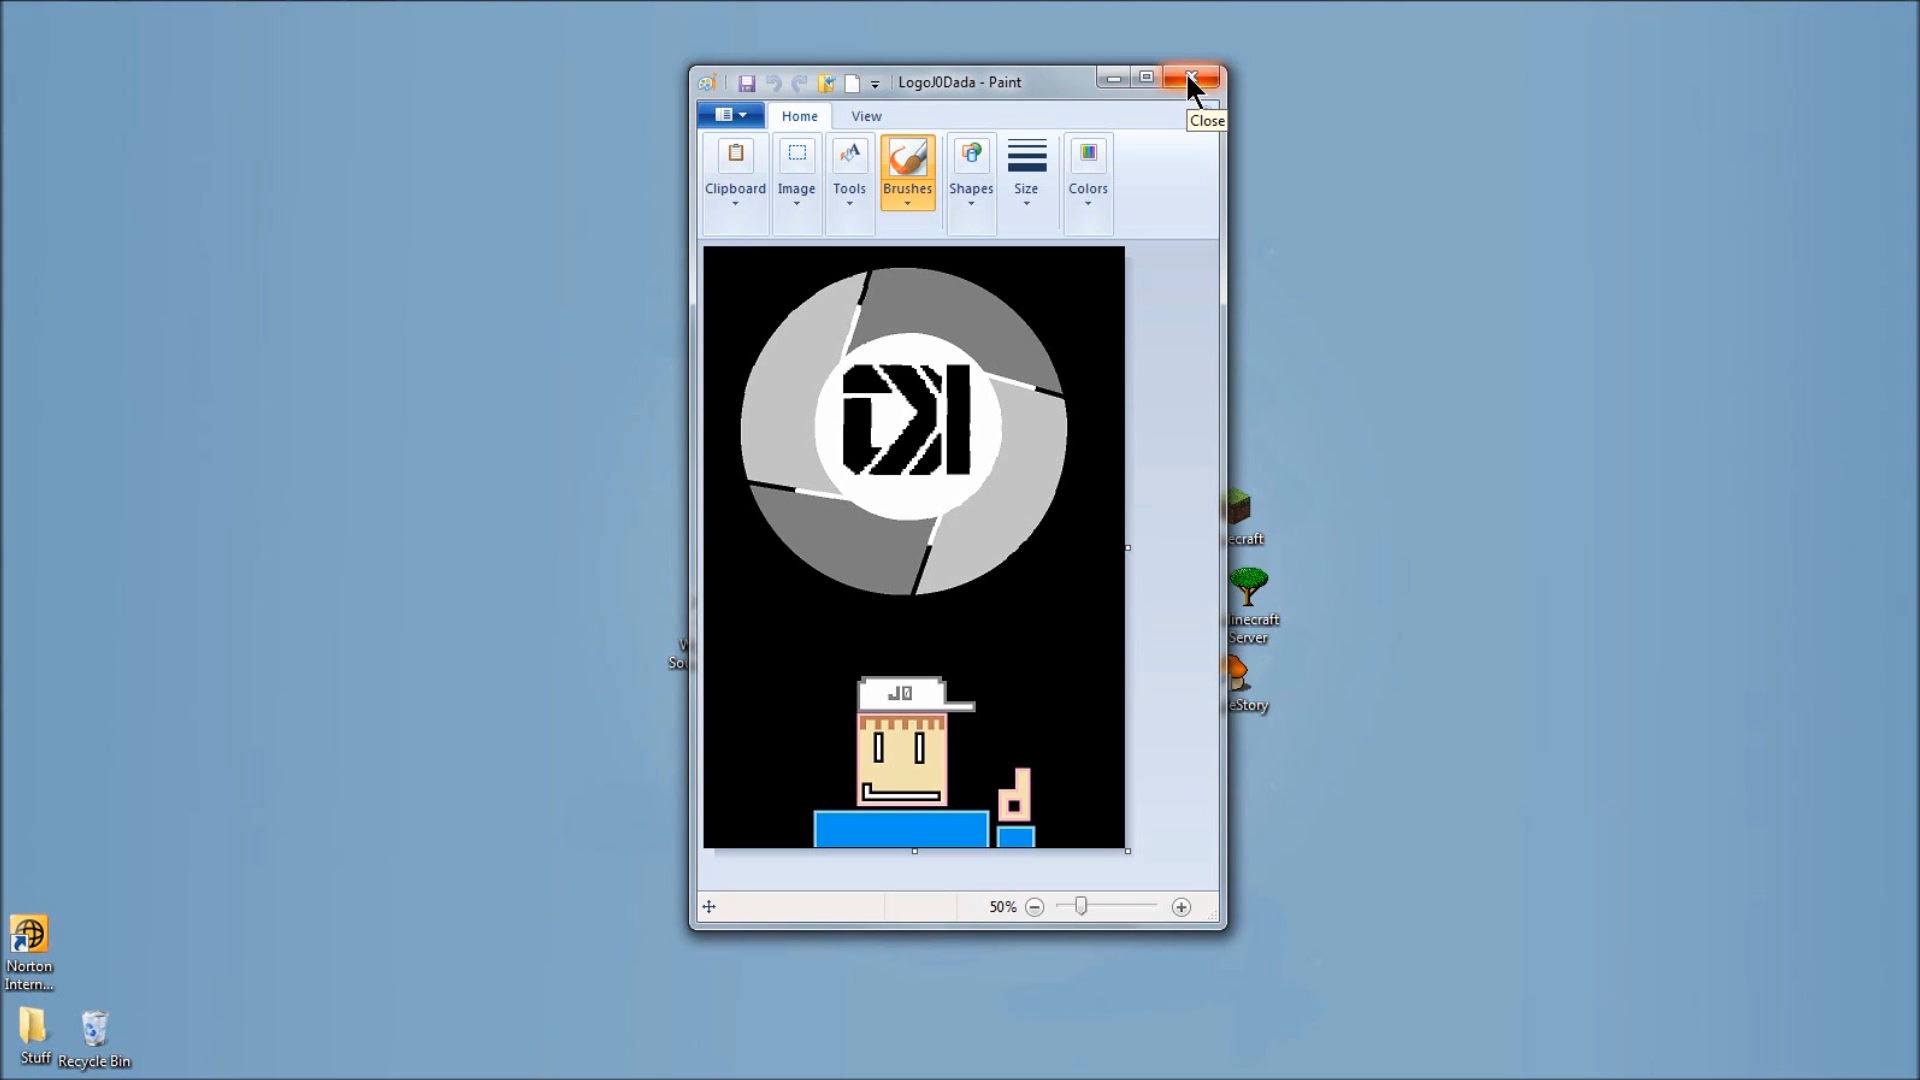 LogoJ0Dada - Paint
Close
Home View
Clipboard Image Tools Brushes Shapes Size Colors
J0
ecraft
inecraft
Server
eStory
50%
Norton
Intern...
Stuff Recycle Bin